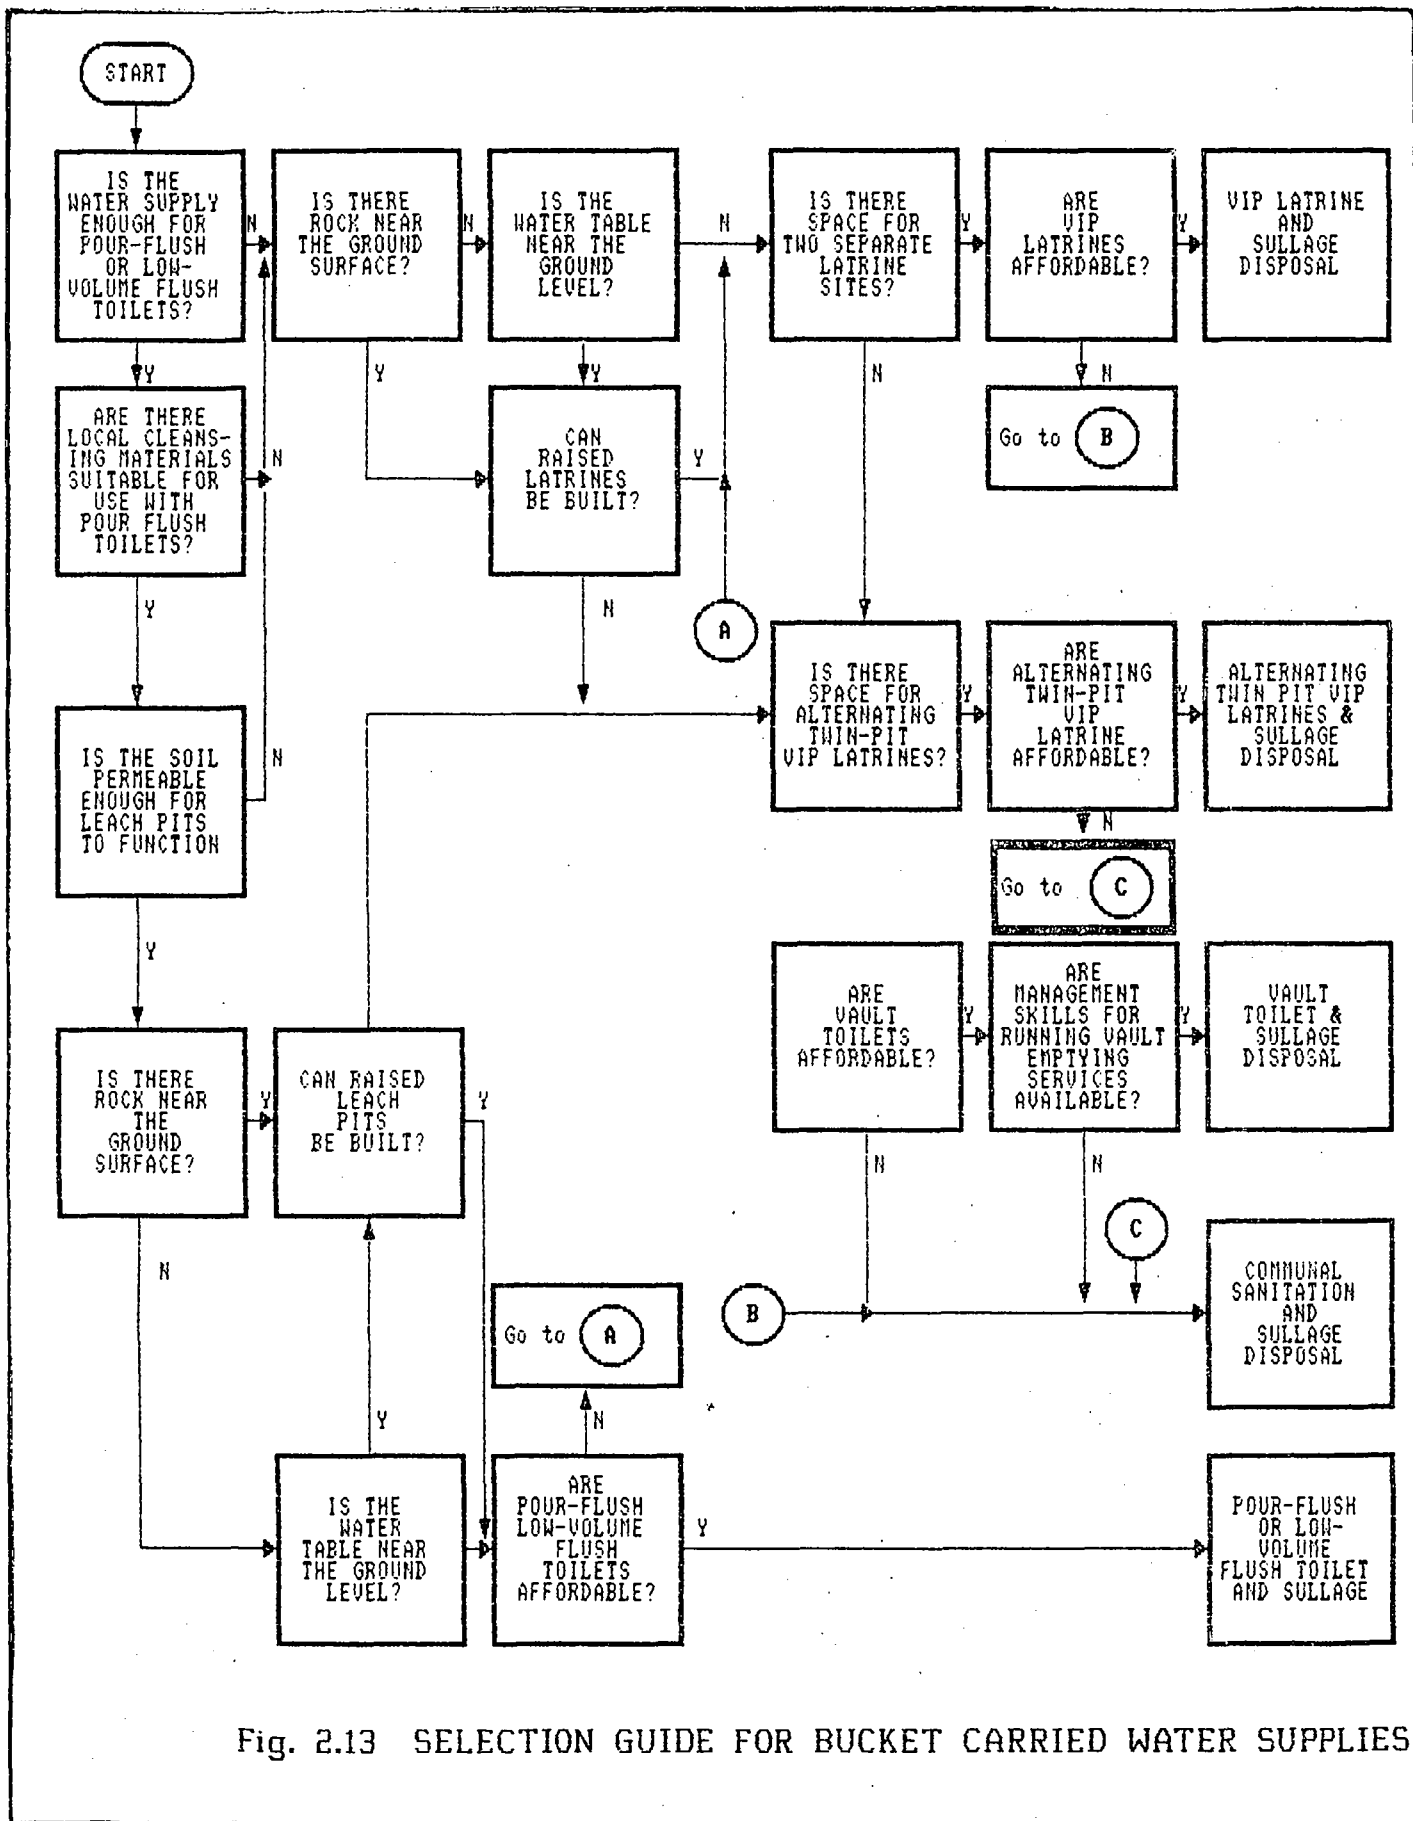 START
IS THE
WATER SUPPLY
ENOUGH FOR
POUR-FLUSH
OR LOW-
VOLUME FLUSH
TOILETS?
N
IS THERE
ROCK NEAR
THE GROUND
SURFACE?
N
IS THE
WATER TABLE
NEAR THE
GROUND
LEVEL?
N
IS THERE
SPACE FOR
TWO SEPARATE
LATRINE
SITES?
Y
ARE
VIP
LATRINES
AFFORDABLE?
Y
VIP LATRINE
AND
SULLAGE
DISPOSAL
Y
Y
Y
N
N
ARE THERE
LOCAL CLEANS-
ING MATERIALS
SUITABLE FOR
USE WITH
POUR FLUSH
TOILETS?
N
CAN
RAISED
LATRINES
BE BUILT?
Y
Go to B
Y
N
A
IS THE SOIL
PERMEABLE
ENOUGH FOR
LEACH PITS
TO FUNCTION
N
IS THERE
SPACE FOR
ALTERNATING
TWIN-PIT
VIP LATRINES?
Y
ARE
ALTERNATING
TWIN-PIT
VIP
LATRINE
AFFORDABLE?
Y
ALTERNATING
TWIN PIT VIP
LATRINES &
SULLAGE
DISPOSAL
N
Go to C
Y
ARE
VAULT
TOILETS
AFFORDABLE?
Y
ARE
MANAGEMENT
SKILLS FOR
RUNNING VAULT
EMPTYING
SERVICES
AVAILABLE?
Y
VAULT
TOILET &
SULLAGE
DISPOSAL
IS THERE
ROCK NEAR
THE
GROUND
SURFACE?
Y
CAN RAISED
LEACH
PITS
BE BUILT?
Y
N
N
C
N
B
COMMUNAL
SANITATION
AND
SULLAGE
DISPOSAL
Go to A
Y
N
IS THE
WATER
TABLE NEAR
THE GROUND
LEVEL?
ARE
POUR-FLUSH
LOW-VOLUME
FLUSH
TOILETS
AFFORDABLE?
Y
POUR-FLUSH
OR LOW-
VOLUME
FLUSH TOILET
AND SULLAGE
Fig. 2.13 SELECTION GUIDE FOR BUCKET CARRIED WATER SUPPLIES